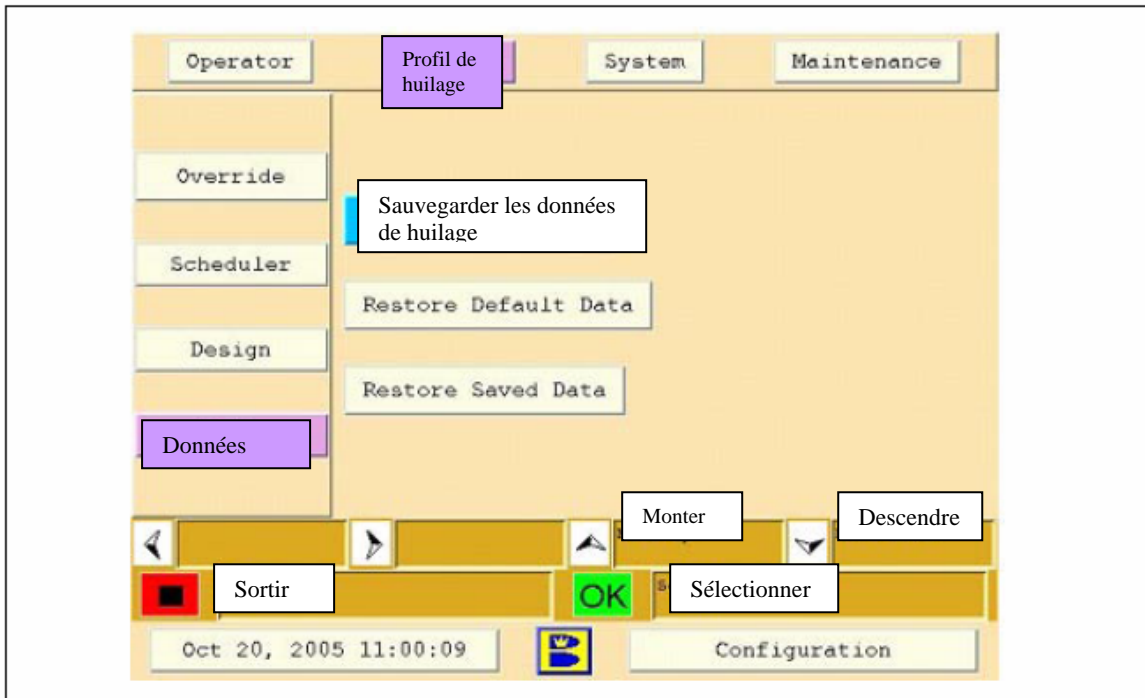 Operator
Profil de
huilage
System
Maintenance
Override
Sauvegarder les données
de huilage
Scheduler
Restore Default Data
Design
Restore Saved Data
Données
Monter
Descendre
Sortir
OK
Sélectionner
Oct 20, 2005 11:00:09
Configuration